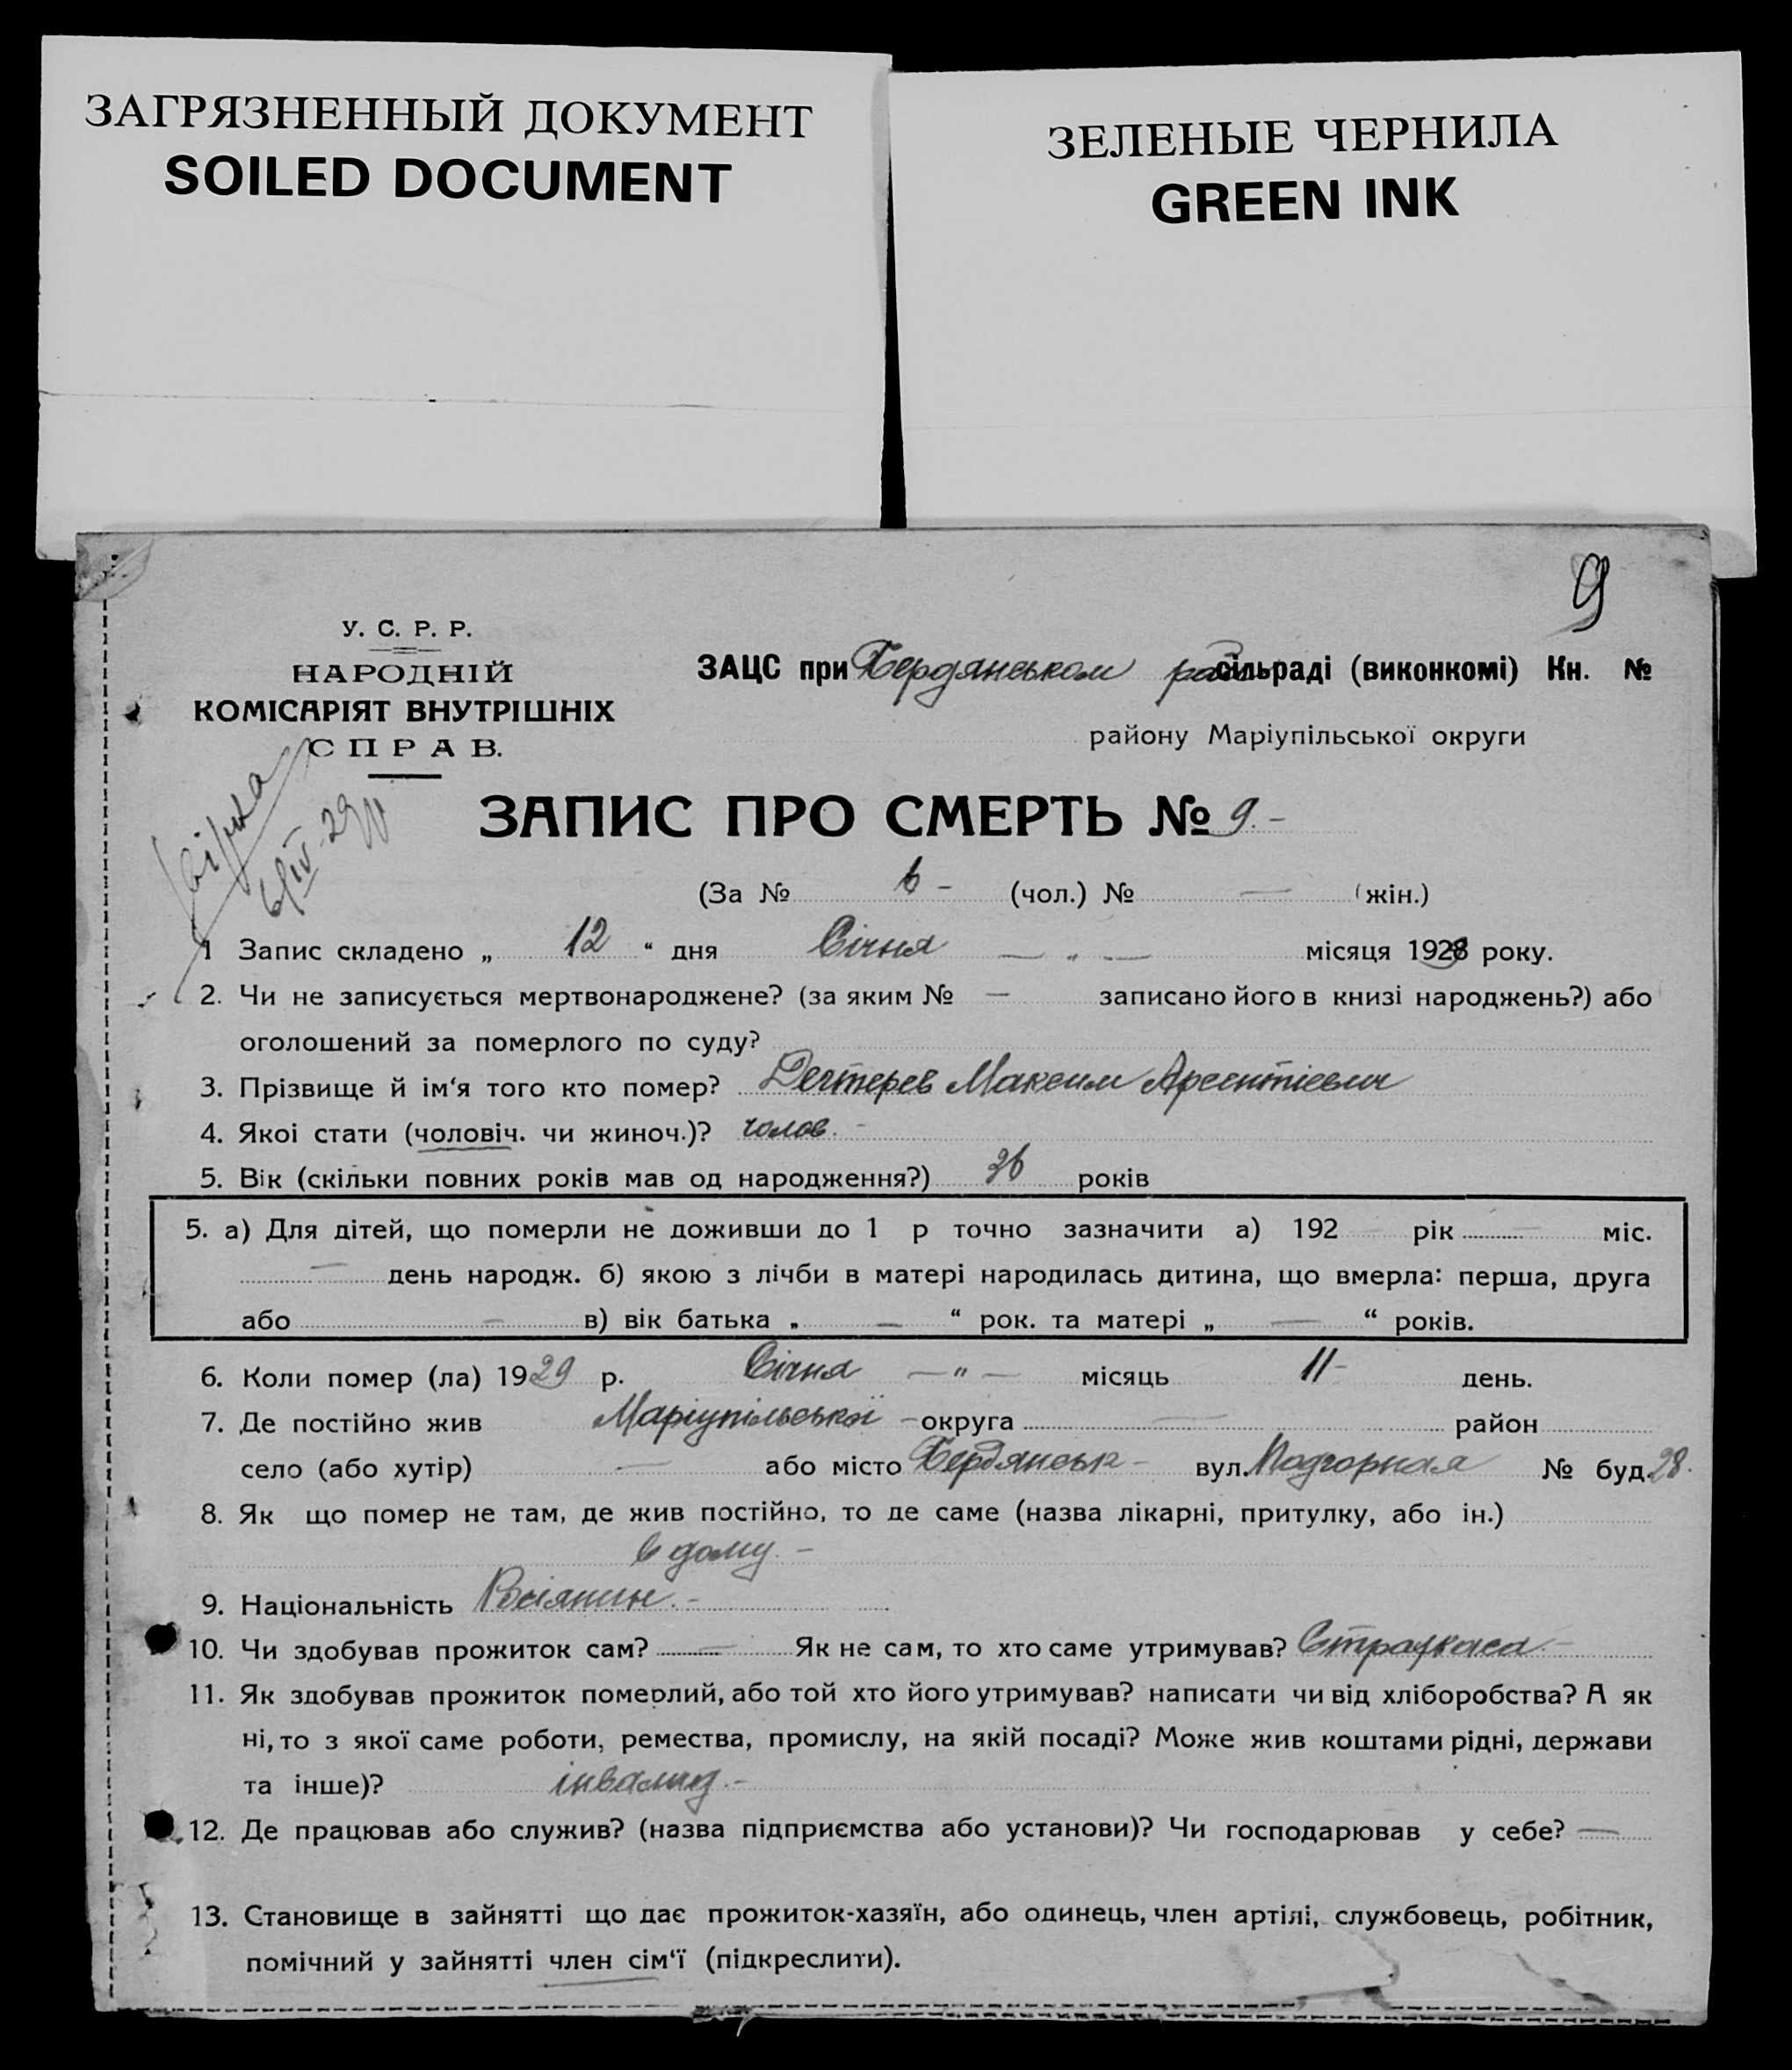 ЗАГРЯЗНЕННЫЙ ДОКУМЕНТ
SOILED DOCUMENT
ЗЕЛЕНЫЕ ЧЕРНИЛА
GREEN INK
9
У. С. Р. Р.
НАРОДНІЙ
КОМІСАРІЯТ ВНУТРІШНІХ
СПРАВ.
ЗАЦС при Бердянськом сільраді (виконкомі) Кн. №
району Маріупільської округи
6/IV-29
ЗАПИС ПРО СМЕРТЬ № 9.-
(За № 6 - (чол.) № — (жін.)
1 Запис складено „ 12 “ дня Січня — „ — місяця 1929 року.
2. Чи не записується мертвонароджене? (за яким № — записано його в книзі народжень?) або
оголошений за померлого по суду?
3. Прізвище й ім‘я того кто помер? Дехтерев Максим Арсентієвич
4. Якоі стати (чоловіч. чи жиноч.)? чолов. -
5. Вік (скільки повних років мав од народження?) 36 років
5. а) Для дітей, що померли не доживши до 1 р точно зазначити а) 192 — рік — міс.
— день народж. б) якою з лічби в матері народилась дитина, що вмерла: перша, друга
або — в) вік батька „ — “ рок. та матері „ — “ років.
6. Коли помер (ла) 1929 р. Січня — " — місяць 11- день.
7. Де постійно жив Маріупільської - округа — район
село (або хутір) — або місто Бердянськ - вул. Подгорная № буд. 28.
8. Як що помер не там, де жив постійно, то де саме (назва лікарні, притулку, або ін.)
в дому. -
9. Національність Росіянин. -
10. Чи здобував прожиток сам? — Як не сам, то хто саме утримував? Страхкаса. -
11. Як здобував прожиток померлий, або той хто його утримував? написати чи від хліборобства? А як
ні, то з якої саме роботи, ремества, промислу, на якій посаді? Може жив коштами рідні, держави
та інше)? інвалид. -
12. Де працював або служив? (назва підприємства або установи)? Чи господарював у себе? —
13. Становище в зайнятті що дає прожиток-хазяїн, або одинець, член артілі, службовець, робітник,
помічний у зайнятті член сім‘ї (підкреслити).